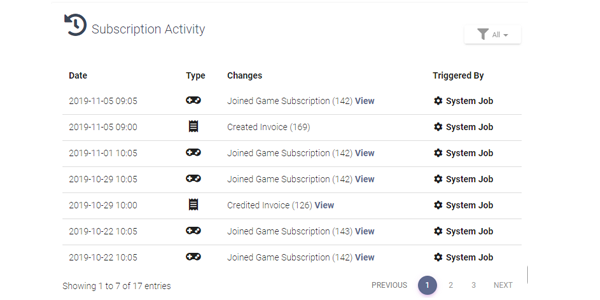 Subscription Activity
All
Date Type Changes Triggered By
2019-11-05 09:05 Joined Game Subscription (142) View System Job
2019-11-05 09:00 Created Invoice (169) System Job
2019-11-01 10:05 Joined Game Subscription (142) View System Job
2019-10-29 10:05 Joined Game Subscription (142) View System Job
2019-10-29 10:00 Credited Invoice (126) View System Job
2019-10-22 10:05 Joined Game Subscription (143) View System Job
2019-10-22 10:05 Joined Game Subscription (142) View System Job
Showing 1 to 7 of 17 entries PREVIOUS 1 2 3 NEXT